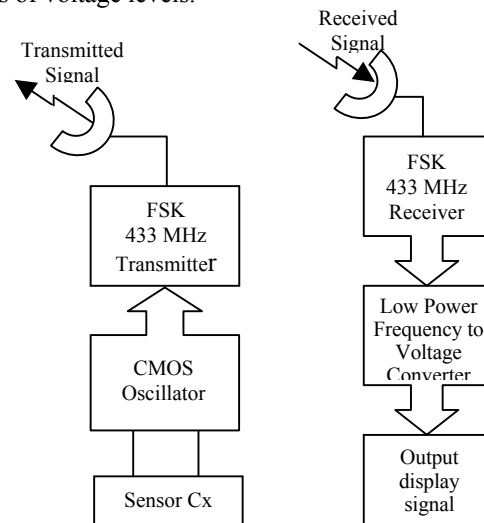 s of voltage levels.
Transmitted
Signal
FSK
433 MHz
Transmitter
CMOS
Oscillator
Sensor Cx
Received
Signal
FSK
433 MHz
Receiver
Low Power
Frequency to
Voltage
Converter
Output
display
signal